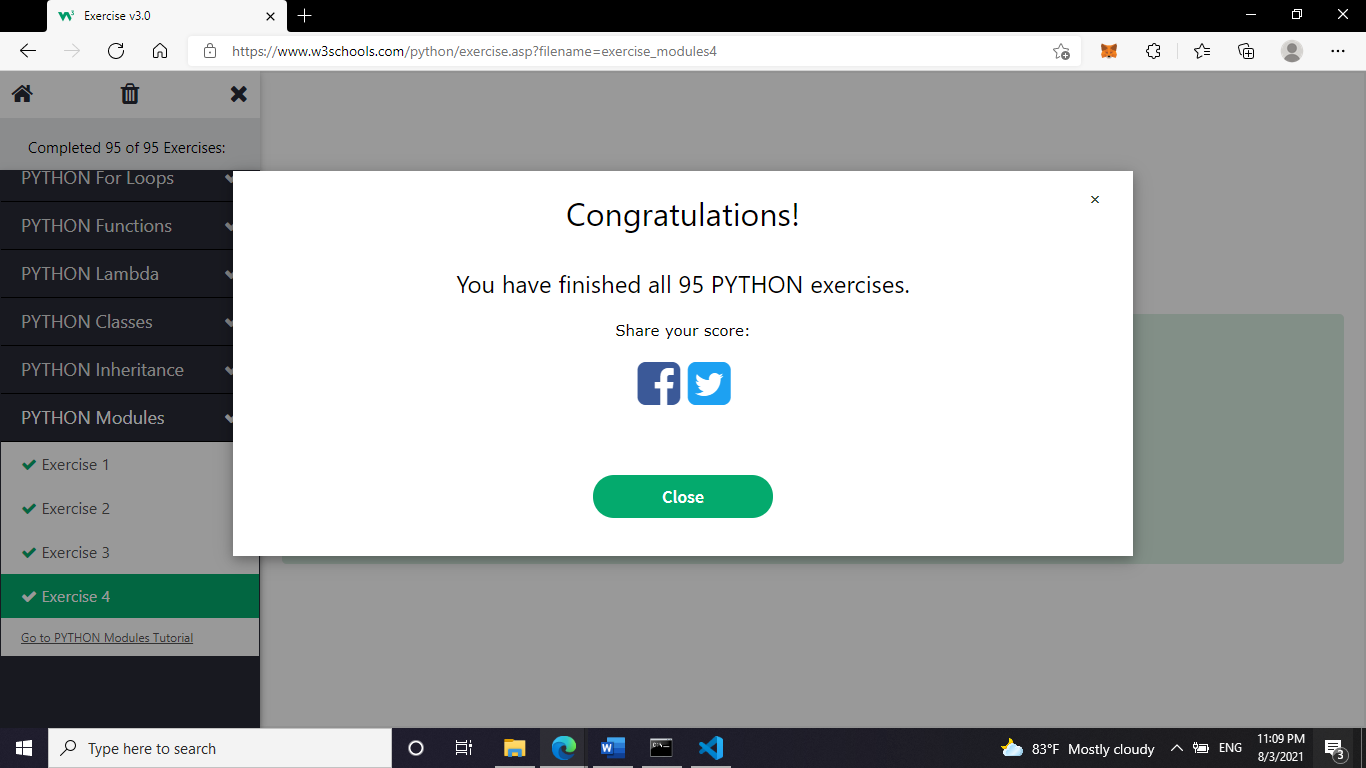 Exercise v3.0
https://www.w3schools.com/python/exercise.asp?filename=exercise_modules4
Completed 95 of 95 Exercises:
PYTHON For Loops
PYTHON Functions
PYTHON Lambda
PYTHON Classes
PYTHON Inheritance
PYTHON Modules
Exercise 1
Exercise 2
Exercise 3
Exercise 4
Go to PYTHON Modules Tutorial
Congratulations!
You have finished all 95 PYTHON exercises.
Share your score:
Close
Type here to search
83°F Mostly cloudy
ENG
11:09 PM
8/3/2021
3